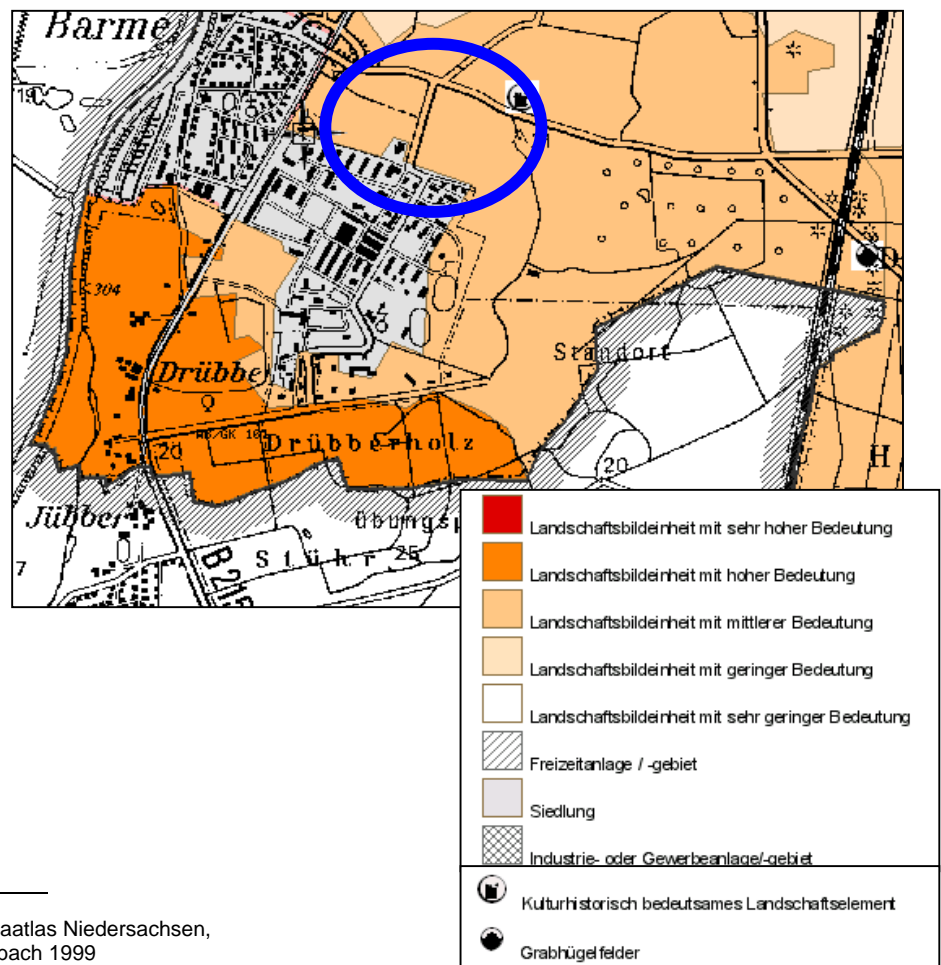 Barme
19
304
Drübbe
Standort
Drübberholz
20
20
H
Jübber
Übungsp
Stühr
25
7
B 215
Landschaftsbildeinheit mit sehr hoher Bedeutung
Landschaftsbildeinheit mit hoher Bedeutung
Landschaftsbildeinheit mit mittlerer Bedeutung
Landschaftsbildeinheit mit geringer Bedeutung
Landschaftsbildeinheit mit sehr geringer Bedeutung
Freizeitanlage / -gebiet
Siedlung
Industrie- oder Gewerbeanlage/-gebiet
Kulturhistorisch bedeutsames Landschaftselement
Grabhügelfelder
aatlas Niedersachsen,
bach 1999